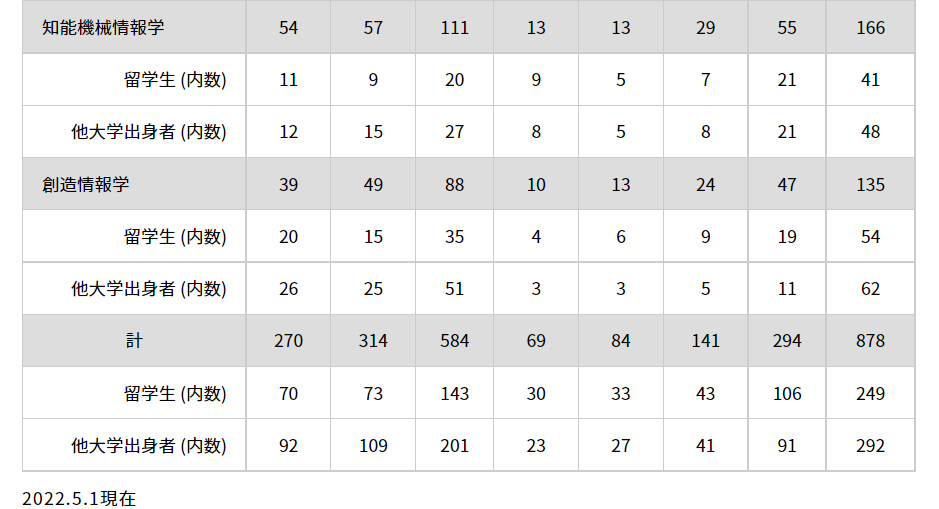 知能機械情報学 54 57 111 13 13 29 55 166
留学生 (内数) 11 9 20 9 5 7 21 41
他大学出身者 (内数) 12 15 27 8 5 8 21 48
創造情報学 39 49 88 10 13 24 47 135
留学生 (内数) 20 15 35 4 6 9 19 54
他大学出身者 (内数) 26 25 51 3 3 5 11 62
計 270 314 584 69 84 141 294 878
留学生 (内数) 70 73 143 30 33 43 106 249
他大学出身者 (内数) 92 109 201 23 27 41 91 292
2022.5.1現在